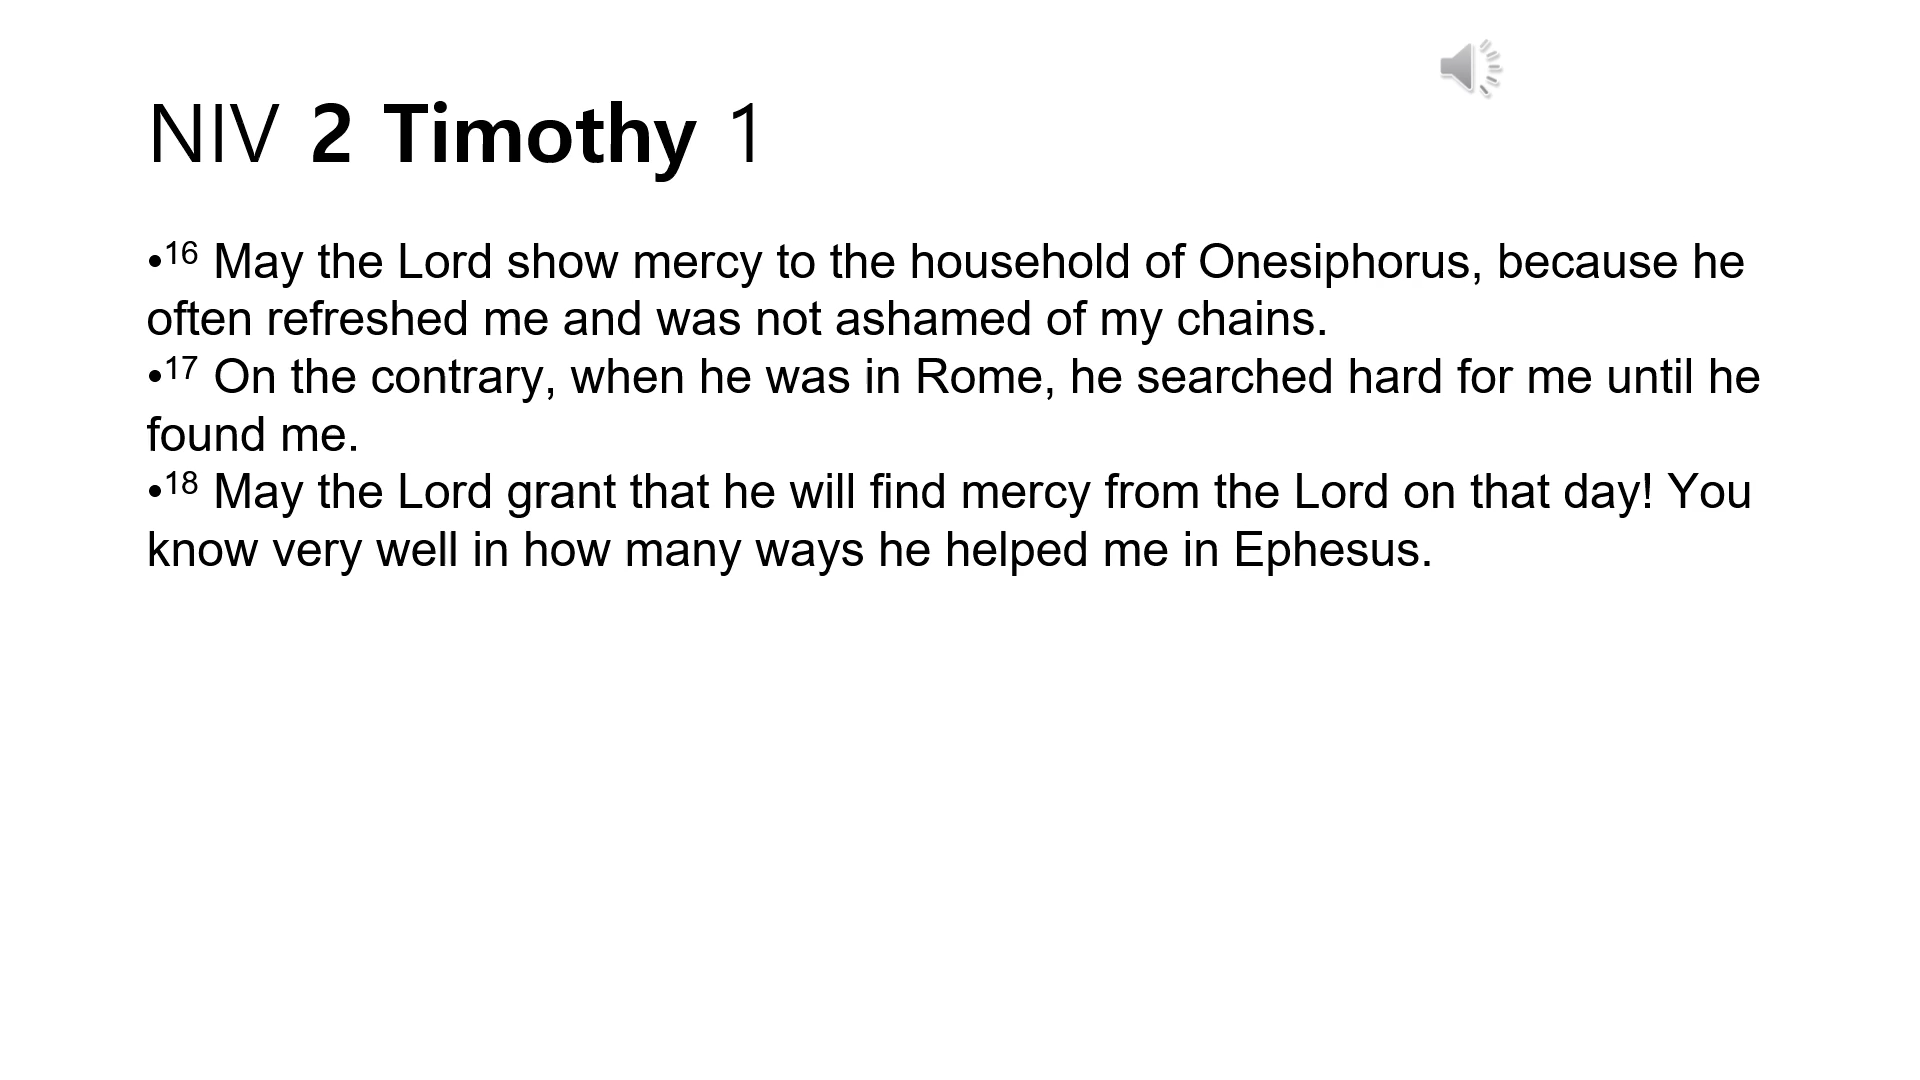 NIV 2 Timothy 1
•16 May the Lord show mercy to the household of Onesiphorus, because he
often refreshed me and was not ashamed of my chains.
•17 On the contrary, when he was in Rome, he searched hard for me until he
found me.
•18 May the Lord grant that he will find mercy from the Lord on that day! You
know very well in how many ways he helped me in Ephesus.